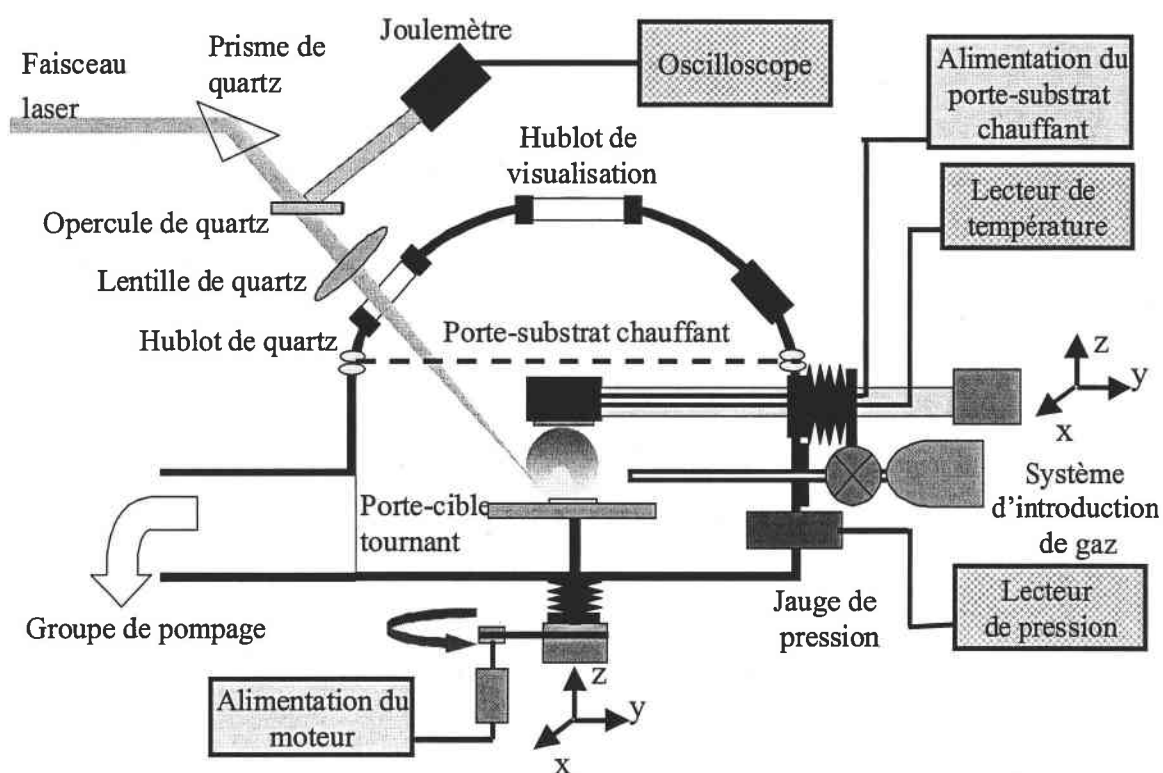 Joulemètre
Prisme de
quartz
Faisceau
laser
Oscilloscope
Alimentation du
porte-substrat
chauffant
Hublot de
visualisation
Lecteur de
température
Opercule de quartz
Lentille de quartz
Hublot de quartz
Porte-substrat chauffant
z
y
x
Porte-cible
tournant
Système
d'introduction
de gaz
Groupe de pompage
Jauge de
pression
Lecteur
de pression
Alimentation du
moteur
z
y
x